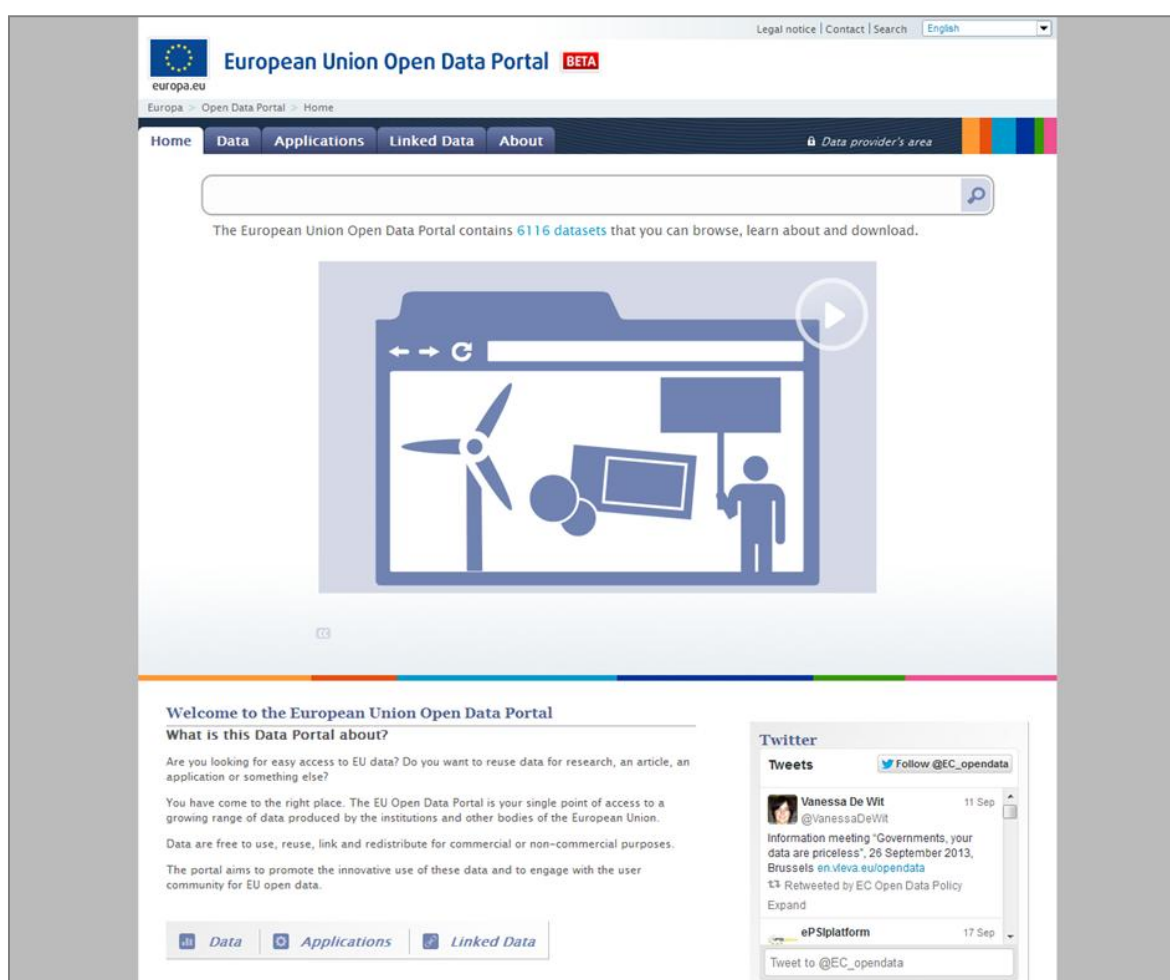 Legal notice | Contact | Search English
European Union Open Data Portal BETA
europa.eu
Europa > Open Data Portal > Home
Home Data Applications Linked Data About Data provider's area
The European Union Open Data Portal contains 6116 datasets that you can browse, learn about and download.
Welcome to the European Union Open Data Portal
What is this Data Portal about?
Are you looking for easy access to EU data? Do you want to reuse data for research, an article, an
application or something else?
You have come to the right place. The EU Open Data Portal is your single point of access to a
growing range of data produced by the institutions and other bodies of the European Union.
Data are free to use, reuse, link and redistribute for commercial or non-commercial purposes.
The portal aims to promote the innovative use of these data and to engage with the user
community for EU open data.
Data Applications Linked Data
Twitter
Tweets Follow @EC_opendata
Vanessa De Wit 11 Sep
@VanessaDeWit
Information meeting "Governments, your
data are priceless", 26 September 2013,
Brussels en.vleva.eu/opendata
Retweeted by EC Open Data Policy
Expand
ePSIplatform 17 Sep
Tweet to @EC_opendata